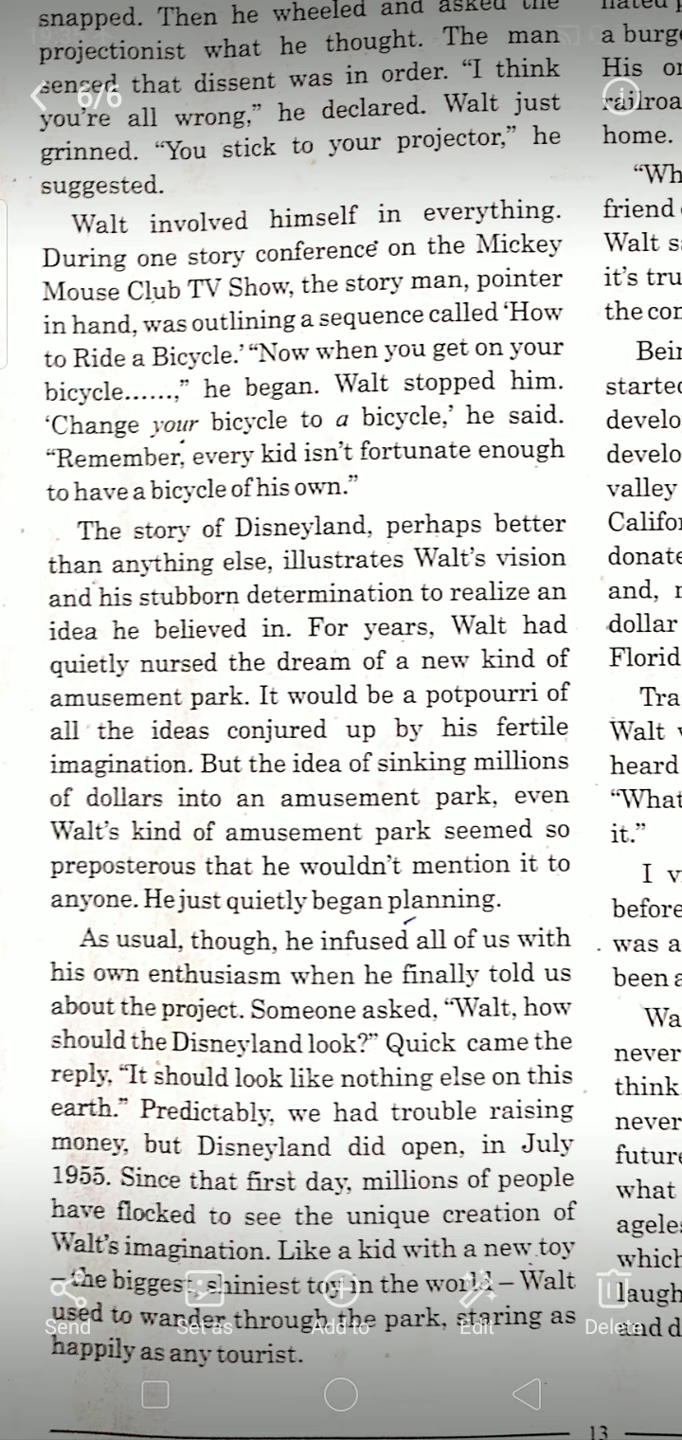 snapped. Then he wheeled and asked the
projectionist what he thought. The man
sensed that dissent was in order. “I think
6/6
you’re all wrong,” he declared. Walt just
grinned. “You stick to your projector,” he
suggested.
Walt involved himself in everything.
During one story conference on the Mickey
Mouse Club TV Show, the story man, pointer
in hand, was outlining a sequence called ‘How
to Ride a Bicycle.’ “Now when you get on your
bicycle......,” he began. Walt stopped him.
‘Change your bicycle to a bicycle,’ he said.
“Remember, every kid isn’t fortunate enough
to have a bicycle of his own.”
The story of Disneyland, perhaps better
than anything else, illustrates Walt’s vision
and his stubborn determination to realize an
idea he believed in. For years, Walt had
quietly nursed the dream of a new kind of
amusement park. It would be a potpourri of
all the ideas conjured up by his fertile
imagination. But the idea of sinking millions
of dollars into an amusement park, even
Walt’s kind of amusement park seemed so
preposterous that he wouldn’t mention it to
anyone. He just quietly began planning.
As usual, though, he infused all of us with
his own enthusiasm when he finally told us
about the project. Someone asked, “Walt, how
should the Disneyland look?” Quick came the
reply, “It should look like nothing else on this
earth.” Predictably, we had trouble raising
money, but Disneyland did open, in July
1955. Since that first day, millions of people
have flocked to see the unique creation of
Walt’s imagination. Like a kid with a new toy
– the biggest, shiniest toy in the world – Walt
used to wander through the park, staring as
happily as any tourist.
a burg
His or
railroa
home.
“Wh
friend
Walt s
it’s tru
the con
Bein
started
develo
develo
valley
Califor
donate
and, r
dollar
Florid
Tra
Walt
heard
“What
it.”
I v
before
was a
been a
Wa
never
think
never
future
what
ageles
which
laugh
and d
Send
Set as
Add to
Edit
Delete
13